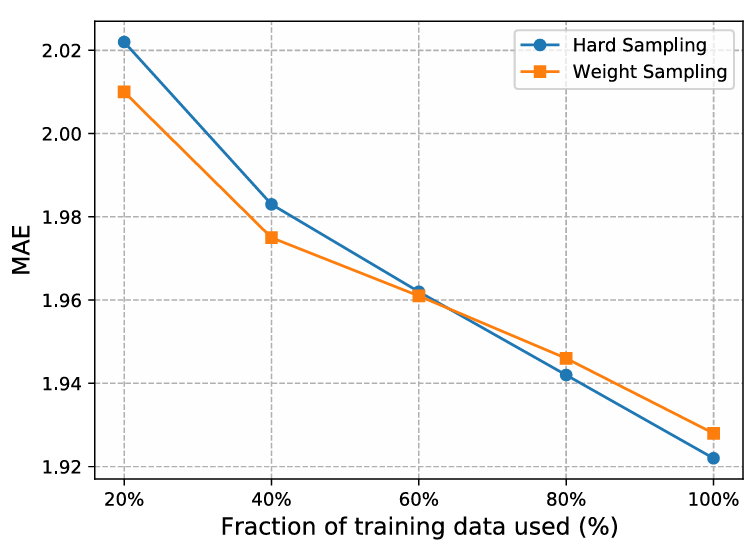 Hard Sampling
Weight Sampling
2.02
2.00
1.98
1.96
1.94
1.92
MAE
20% 40% 60% 80% 100%
Fraction of training data used (%)